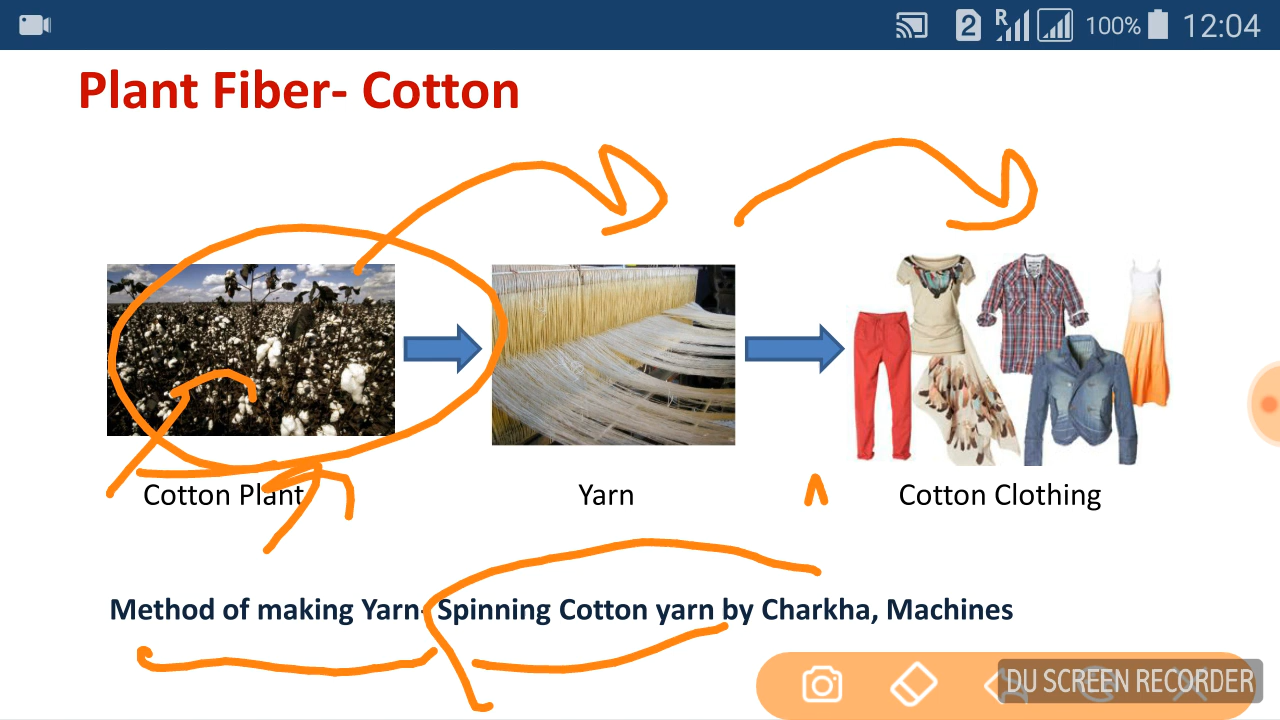 R 2 100% 12:04
Plant Fiber- Cotton
Cotton Plant Yarn Cotton Clothing
Method of making Yarn- Spinning Cotton yarn by Charkha, Machines
DU SCREEN RECORDER